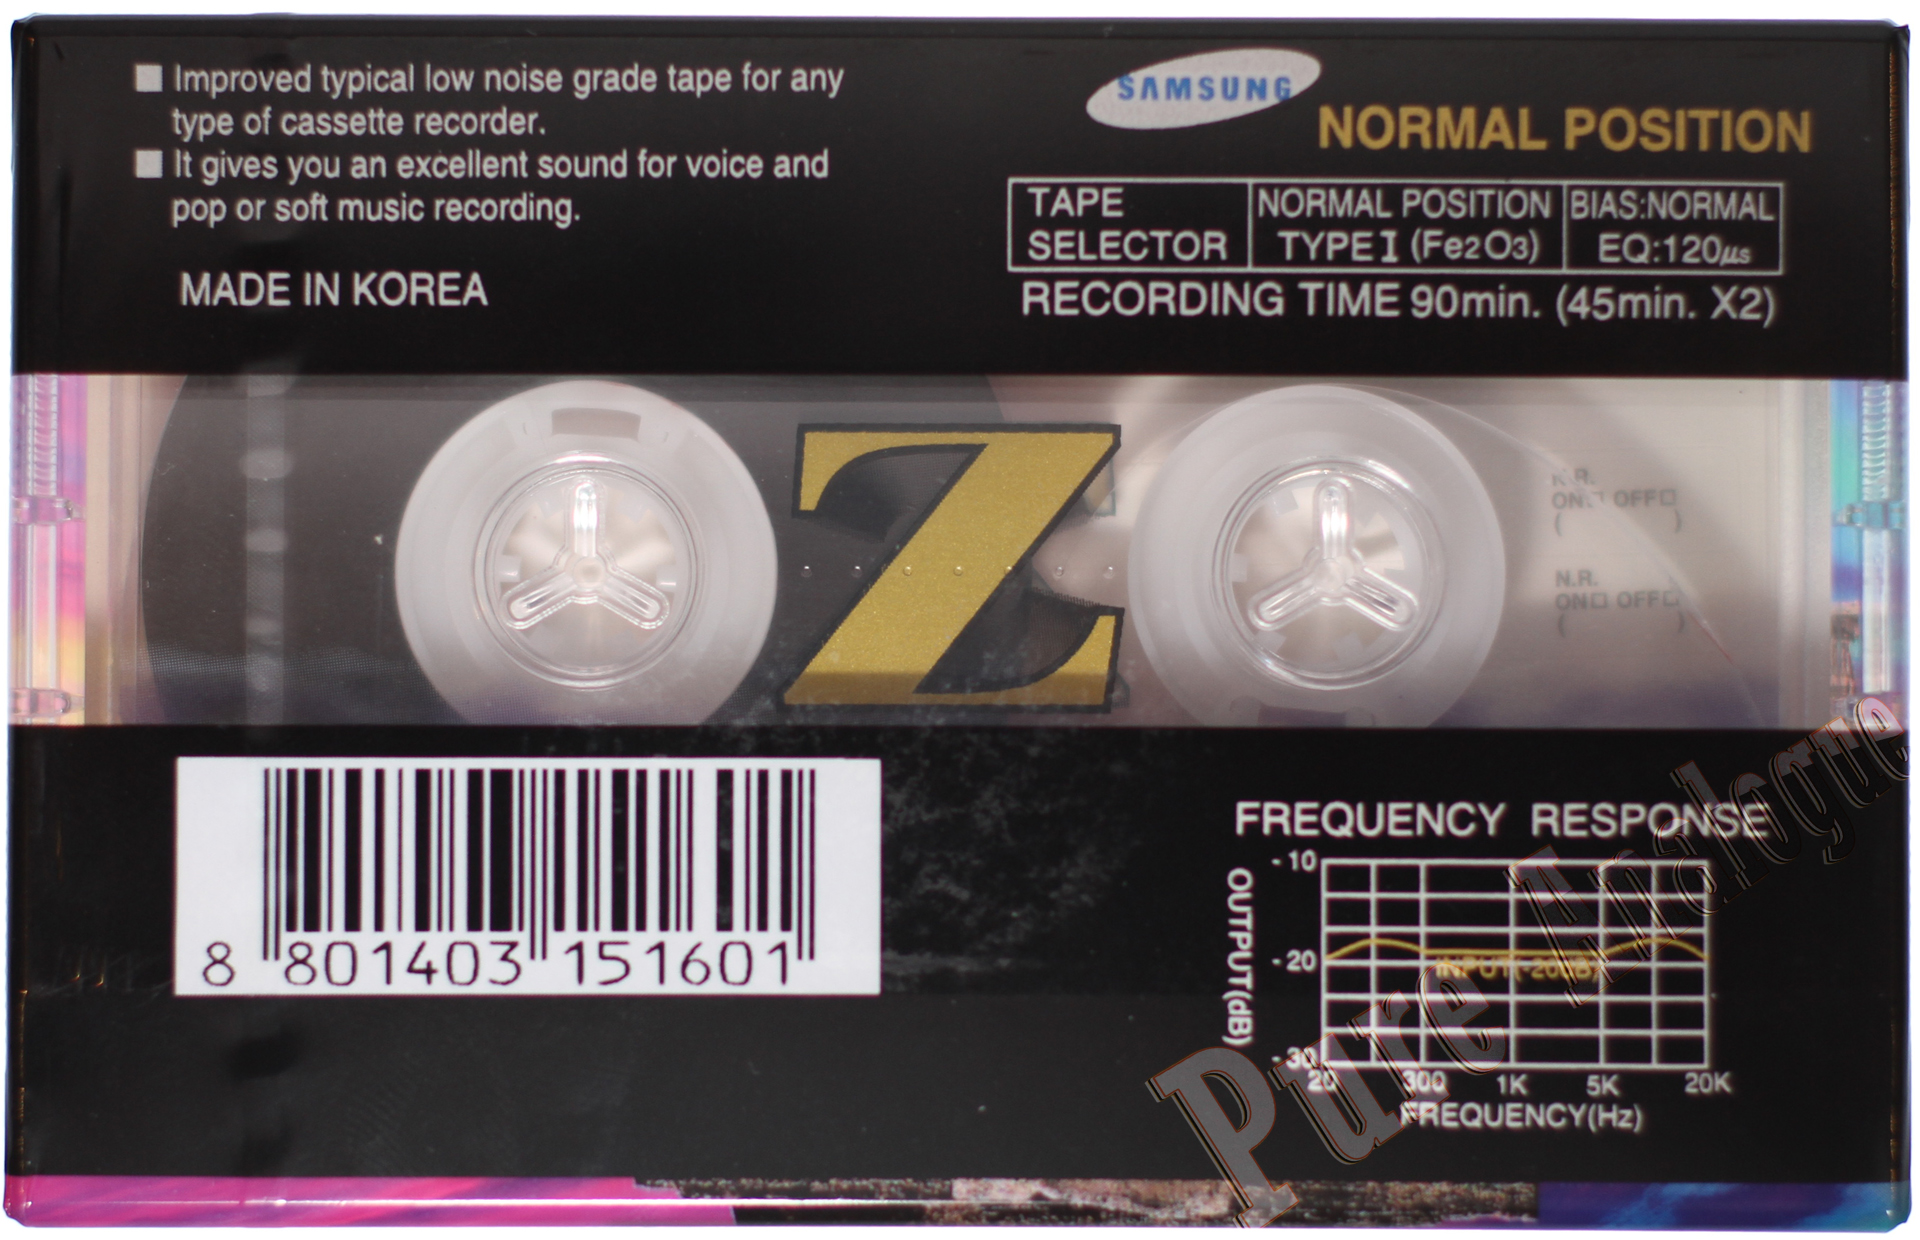 ■ Improved typical low noise grade tape for any
type of cassette recorder.
■ It gives you an excellent sound for voice and
pop or soft music recording.
MADE IN KOREA
SAMSUNG
NORMAL POSITION
TAPE SELECTOR
NORMAL POSITION TYPE I (Fe2O3)
BIAS:NORMAL EQ:120µs
RECORDING TIME 90min. (45min. X2)
Z
N.R.
ON□ OFF□
( )
N.R.
ON□ OFF□
( )
8 801403 151601
FREQUENCY RESPONSE
OUTPUT(dB)
-10
-20
-30
INPUT(-20dB)
20 300 1K 5K 20K
FREQUENCY(Hz)
Pure Analogue